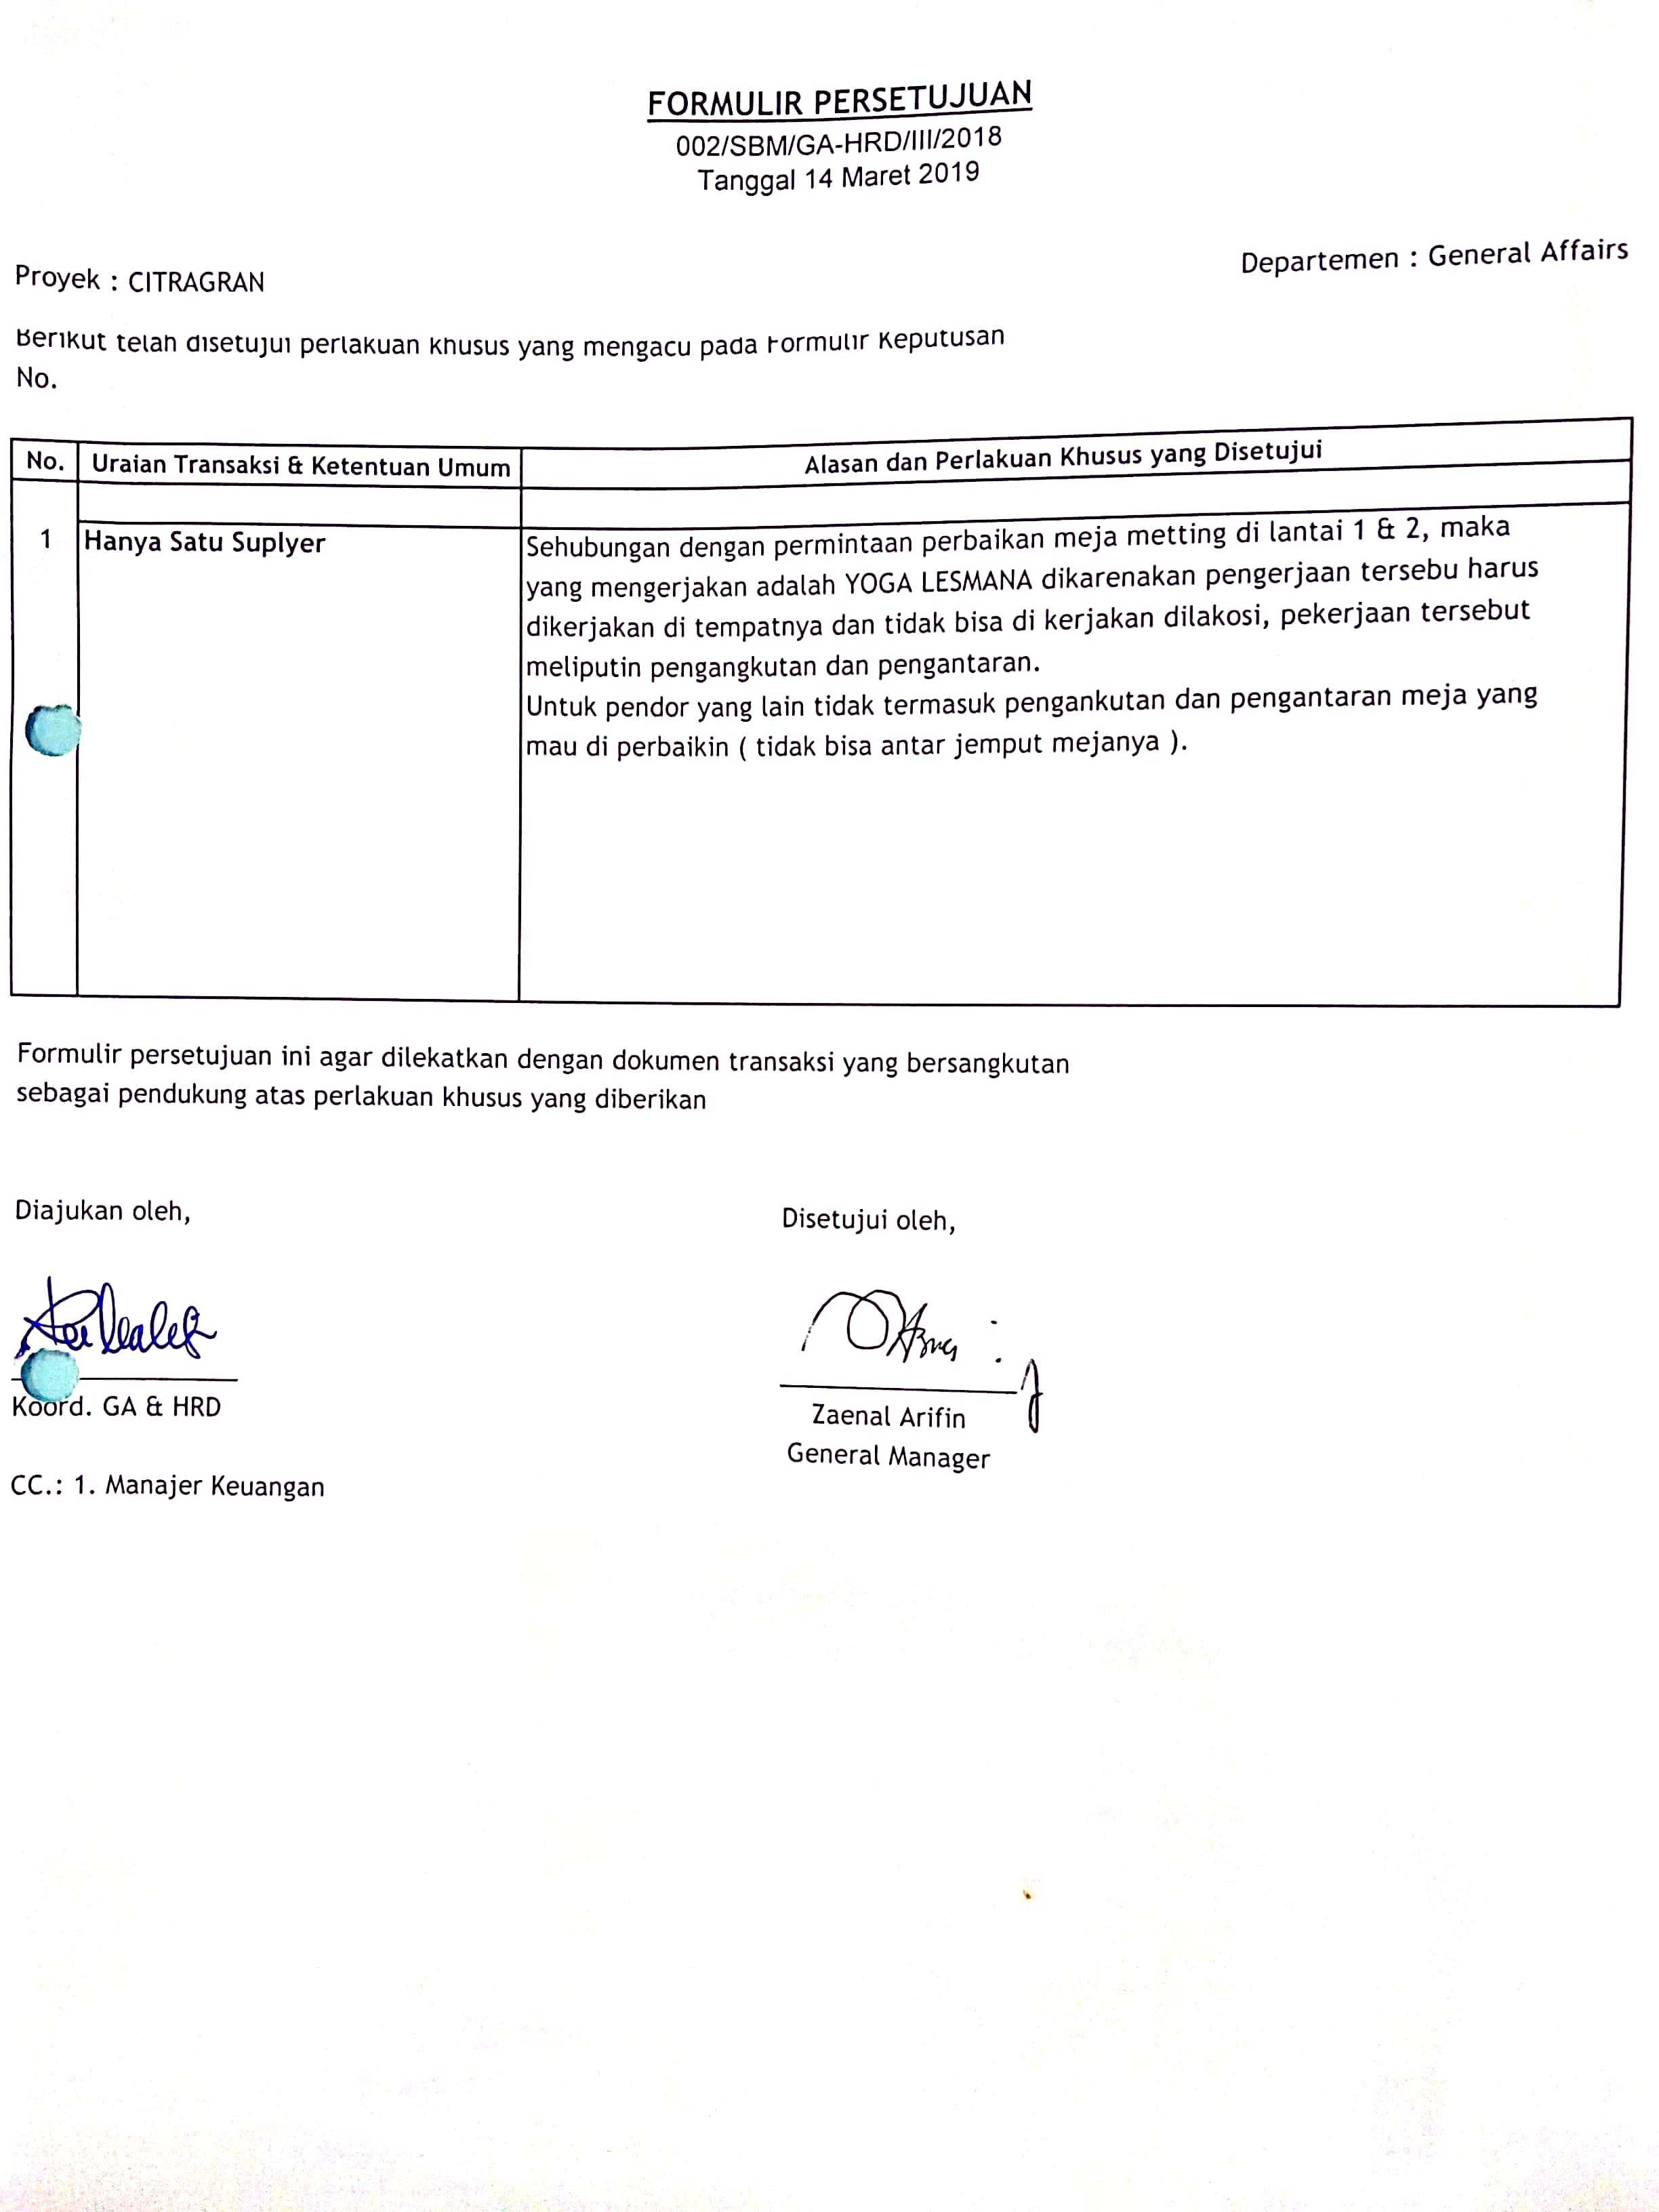 FORMULIR PERSETUJUAN
002/SBM/GA-HRD/III/2018
Tanggal 14 Maret 2019
Proyek : CITRAGRAN
Departemen : General Affairs
Berikut telah disetujui perlakuan khusus yang mengacu pada Formulir Keputusan
No.
No. Uraian Transaksi & Ketentuan Umum Alasan dan Perlakuan Khusus yang Disetujui
1 Hanya Satu Suplyer Sehubungan dengan permintaan perbaikan meja metting di lantai 1 & 2, maka
yang mengerjakan adalah YOGA LESMANA dikarenakan pengerjaan tersebu harus
dikerjakan di tempatnya dan tidak bisa di kerjakan dilakosi, pekerjaan tersebut
meliputin pengangkutan dan pengantaran.
Untuk pendor yang lain tidak termasuk pengankutan dan pengantaran meja yang
mau di perbaikin ( tidak bisa antar jemput mejanya ).
Formulir persetujuan ini agar dilekatkan dengan dokumen transaksi yang bersangkutan
sebagai pendukung atas perlakuan khusus yang diberikan
Diajukan oleh,
Disetujui oleh,
Koord. GA & HRD
Zaenal Arifin
General Manager
CC.: 1. Manajer Keuangan